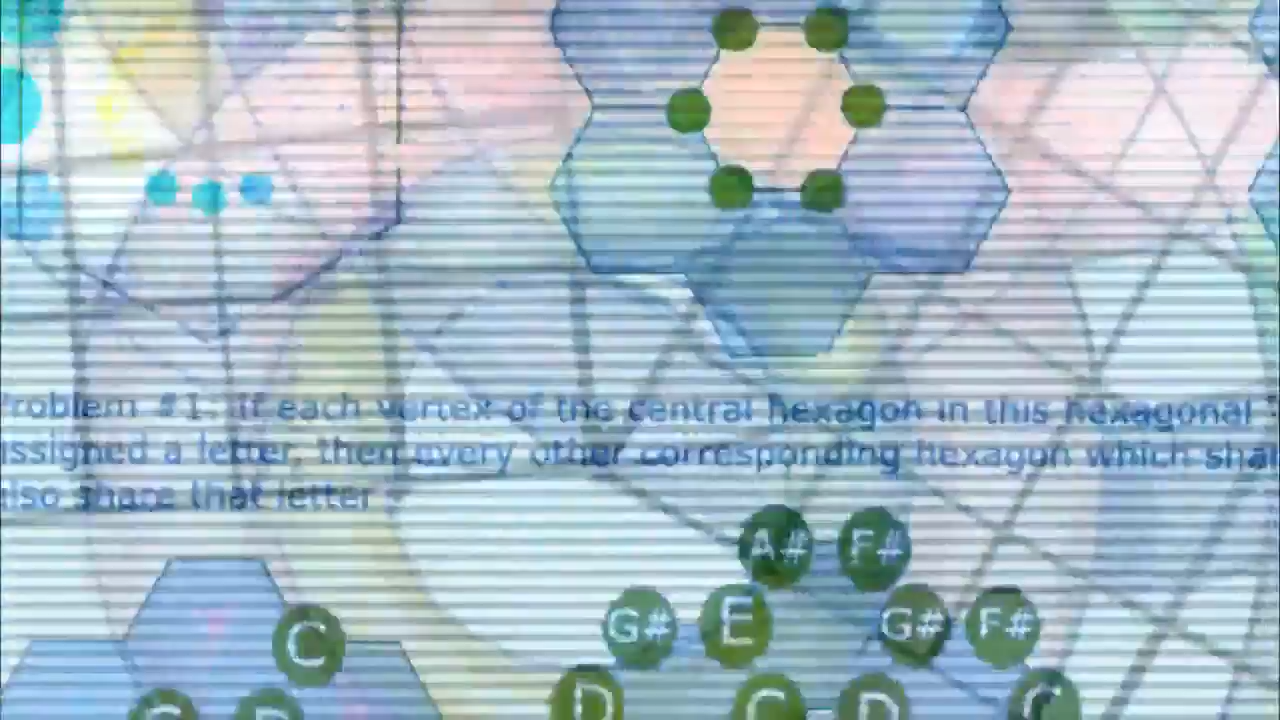 Problem #1: If each vertex of the central hexagon in this hexagonal
assigned a letter, then every other corresponding hexagon which
also share that letter
A# F#
G# E G# F#
C
D C D C